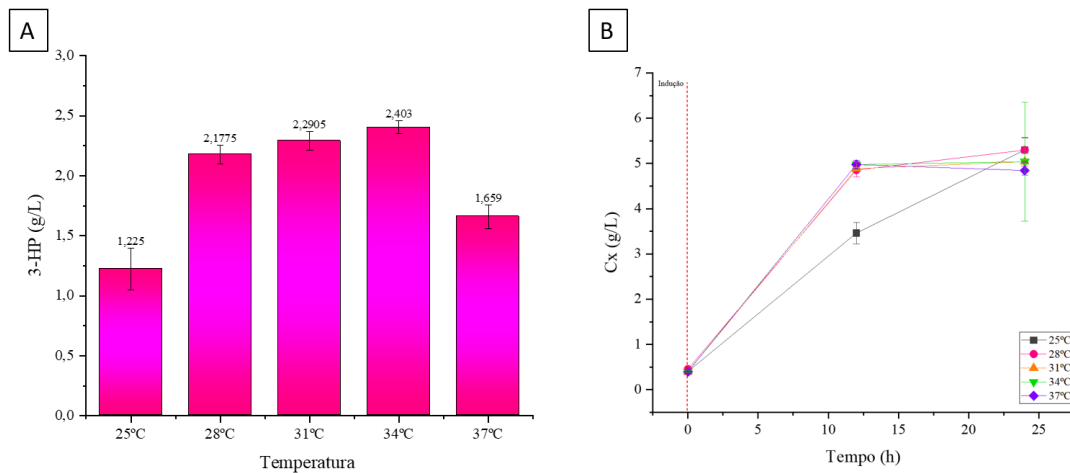 A
3-HP (g/L)
3,0
2,5
2,0
1,5
1,0
0,5
0,0
1,225
2,1775
2,2905
2,403
1,659
25ºC
28ºC
31ºC
34ºC
37ºC
Temperatura
B
Cx (g/L)
7
6
5
4
3
2
1
0
Indução
0
5
10
15
20
25
Tempo (h)
25ºC
28ºC
31ºC
34ºC
37ºC